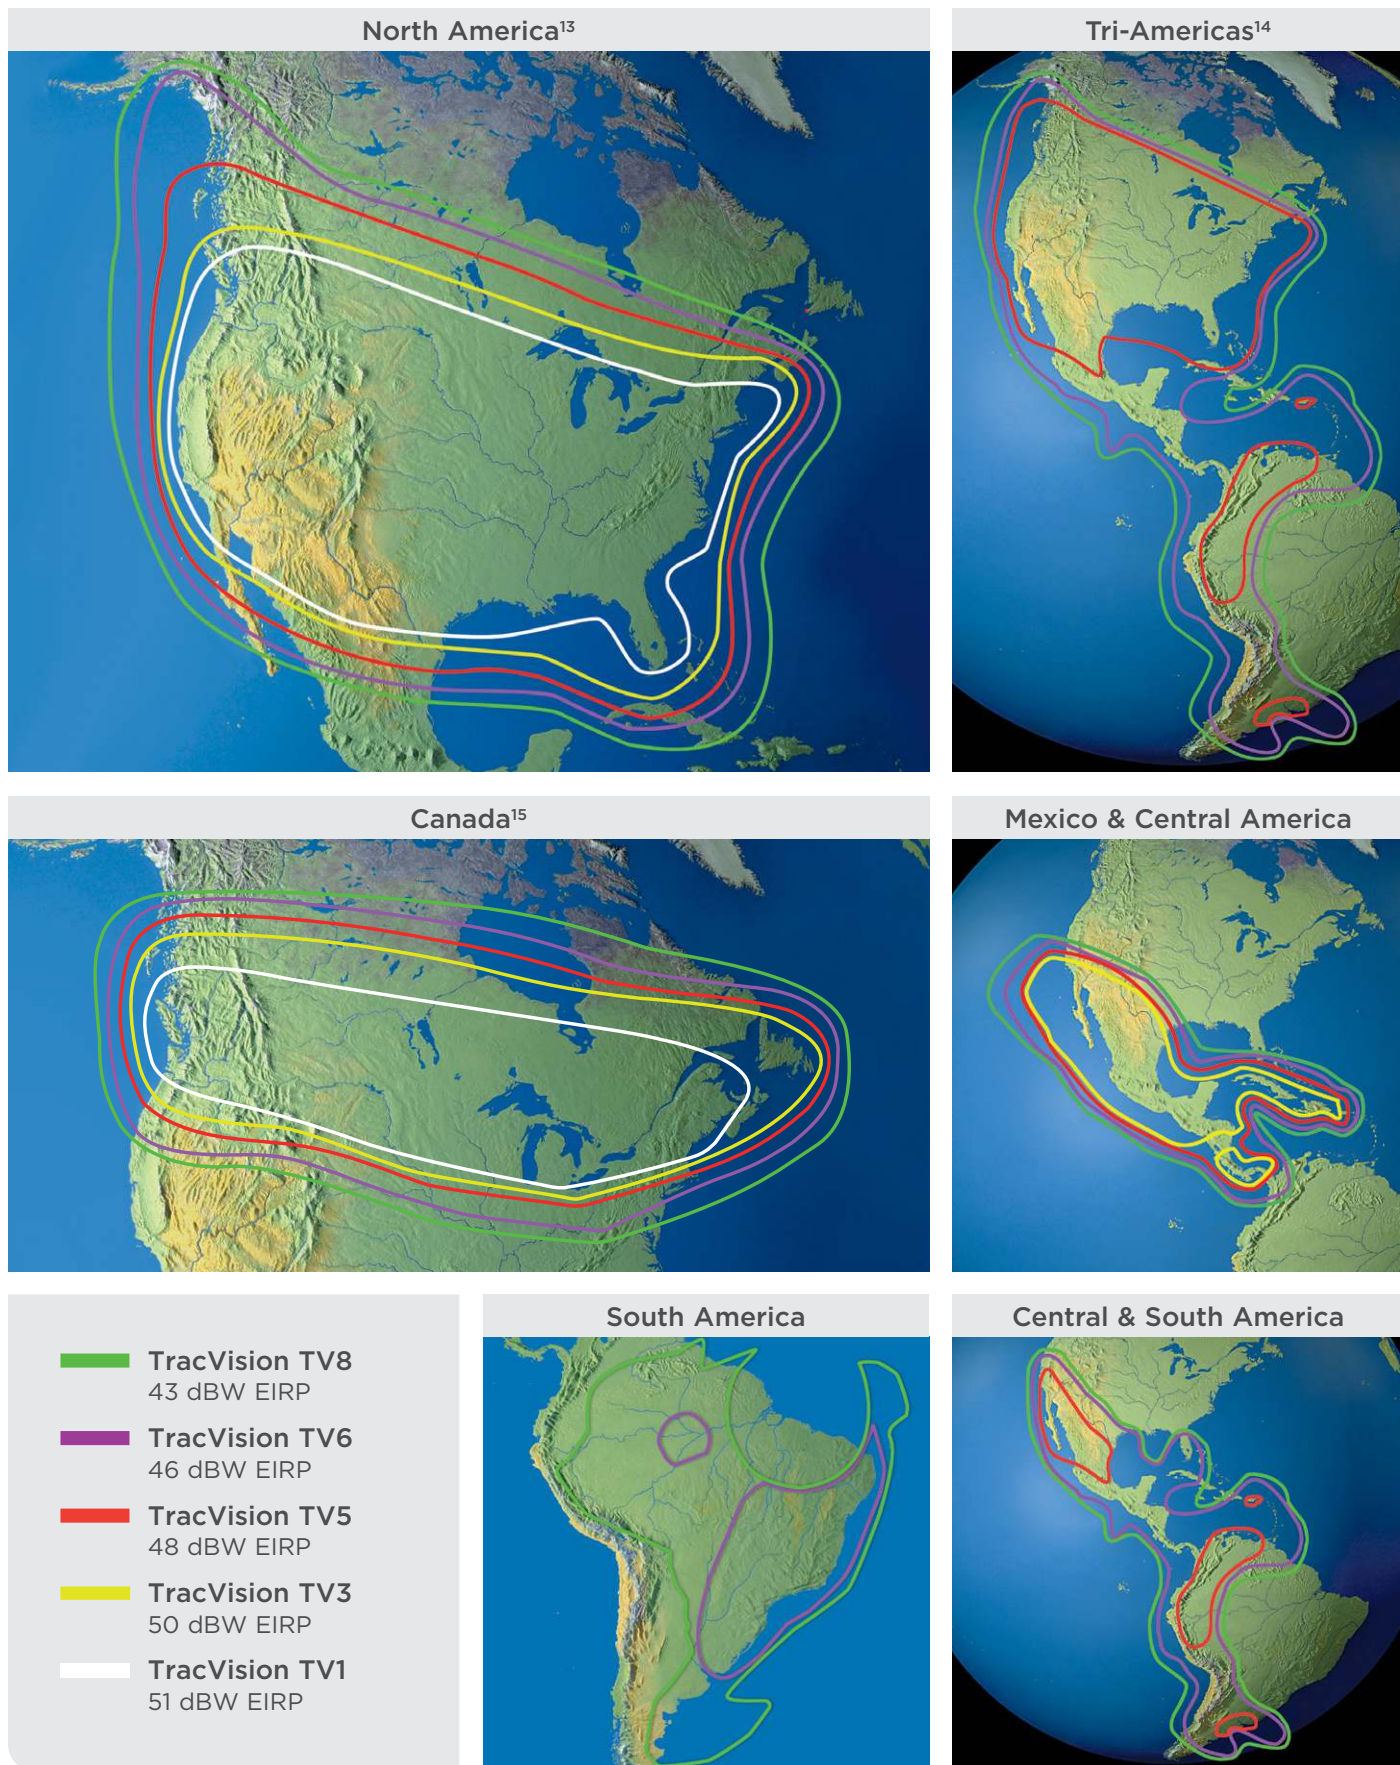 North America¹³
Tri-Americas¹⁴
Canada¹⁵
Mexico & Central America
TracVision TV8
43 dBW EIRP
TracVision TV6
46 dBW EIRP
TracVision TV5
48 dBW EIRP
TracVision TV3
50 dBW EIRP
TracVision TV1
51 dBW EIRP
South America
Central & South America